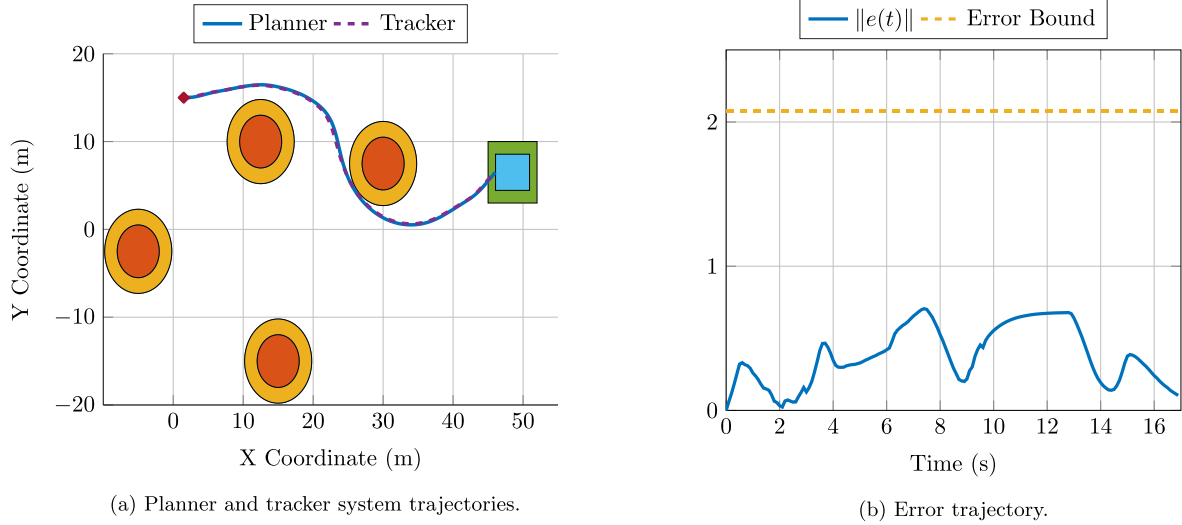 Planner Tracker
20
10
0
−10
−20
0 10 20 30 40 50
Y Coordinate (m)
X Coordinate (m)
(a) Planner and tracker system trajectories.
‖e(t)‖ Error Bound
2
1
0
0 2 4 6 8 10 12 14 16
Time (s)
(b) Error trajectory.